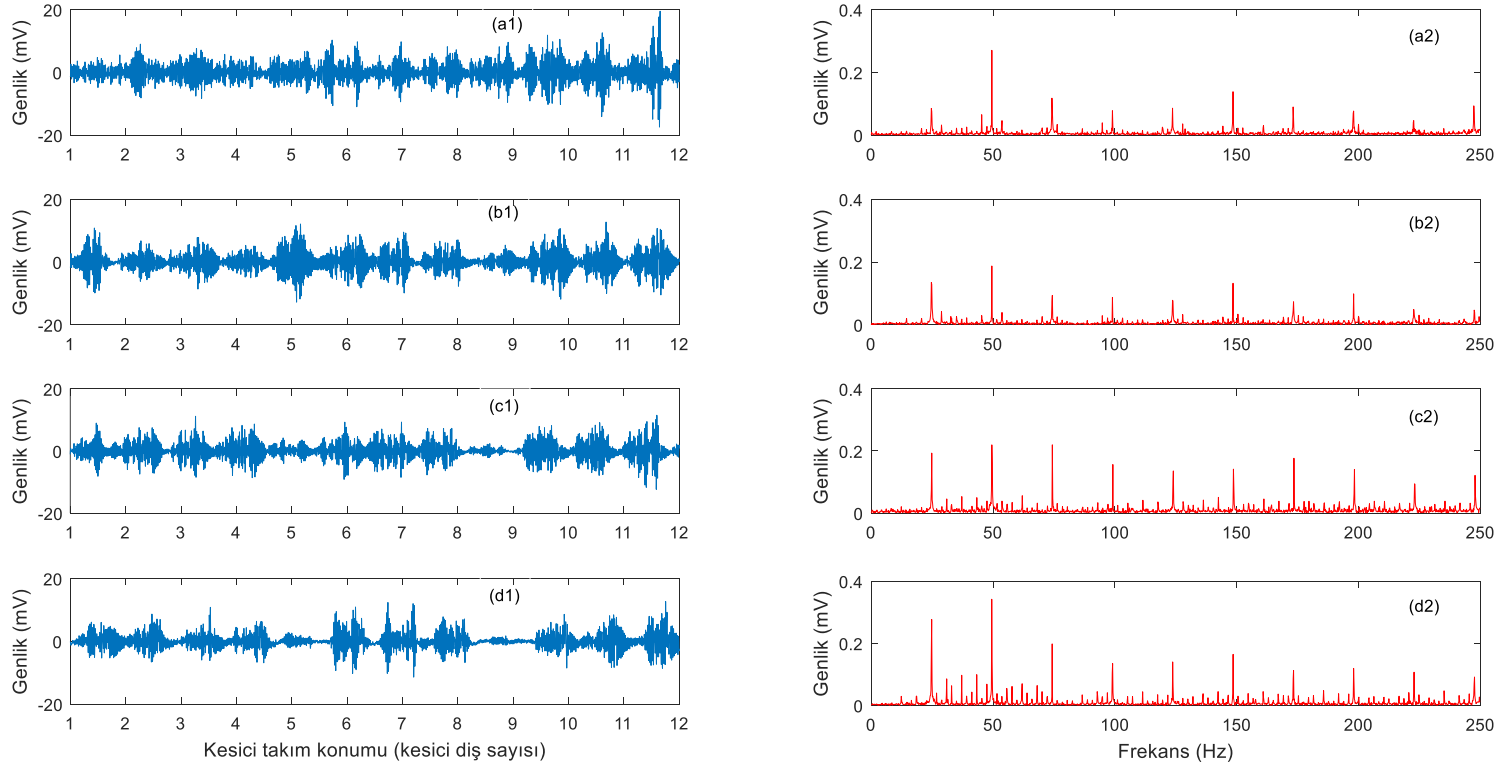 (a1)
Genlik (mV)
20
0
-20
1 2 3 4 5 6 7 8 9 10 11 12
(a2)
Genlik (mV)
0.4
0.2
0
0 50 100 150 200 250
(b1)
Genlik (mV)
20
0
-20
1 2 3 4 5 6 7 8 9 10 11 12
(b2)
Genlik (mV)
0.4
0.2
0
0 50 100 150 200 250
(c1)
Genlik (mV)
20
0
-20
1 2 3 4 5 6 7 8 9 10 11 12
(c2)
Genlik (mV)
0.4
0.2
0
0 50 100 150 200 250
(d1)
Genlik (mV)
20
0
-20
1 2 3 4 5 6 7 8 9 10 11 12
Kesici takım konumu (kesici diş sayısı)
(d2)
Genlik (mV)
0.4
0.2
0
0 50 100 150 200 250
Frekans (Hz)